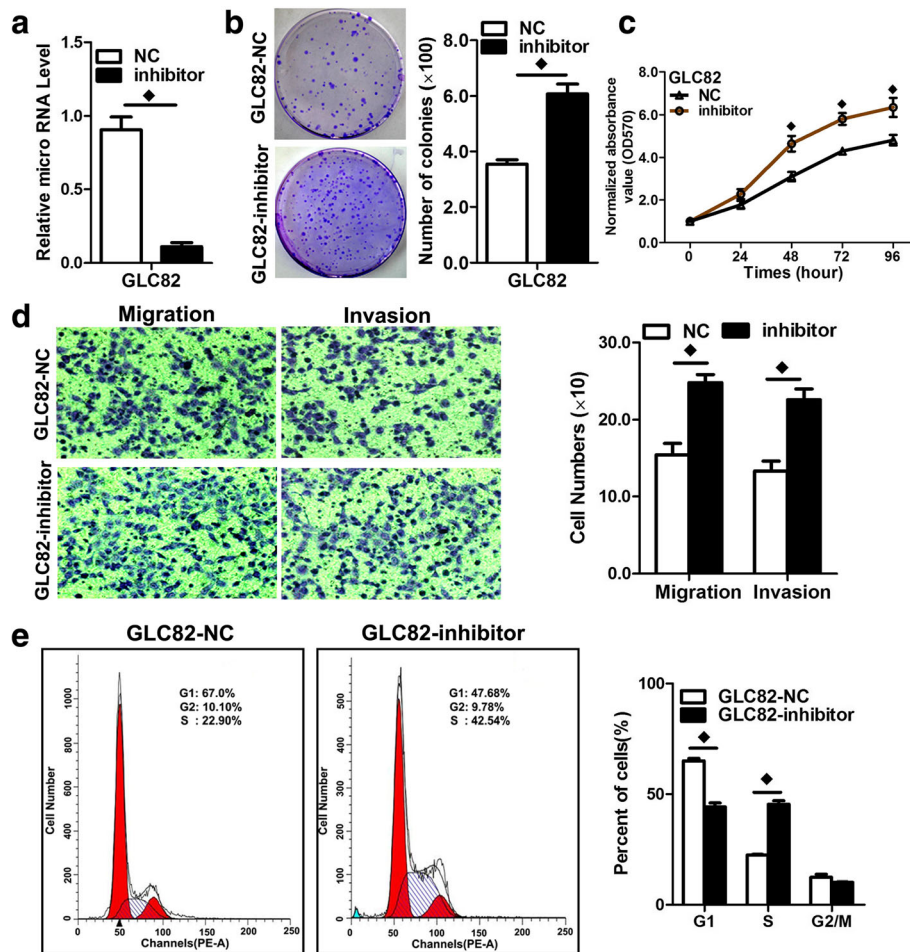 a
Relative micro RNA Level
1.5
1.0
0.5
0.0
NC
inhibitor
GLC82
b
GLC82-NC
GLC82-inhibitor
Number of colonies (×100)
8.0
6.0
4.0
2.0
0.0
NC
inhibitor
GLC82
c
Normalized absorbance
value (OD570)
8.0
6.0
4.0
2.0
0.0
GLC82
NC
inhibitor
0 24 48 72 96
Times (hour)
d
Migration Invasion
GLC82-NC
GLC82-inhibitor
NC inhibitor
Cell Numbers (×10)
30.0
20.0
10.0
0.0
Migration Invasion
e
GLC82-NC
Cell Number
1000
800
600
400
200
0
G1: 67.0%
G2: 10.10%
S : 22.90%
0 50 100 150 200 250
Channels(PE-A)
GLC82-inhibitor
Cell Number
500
400
300
200
100
0
G1: 47.68%
G2: 9.78%
S : 42.54%
0 50 100 150 200 250
Channels(PE-A)
Percent of cells(%)
100
50
0
GLC82-NC
GLC82-inhibitor
G1 S G2/M